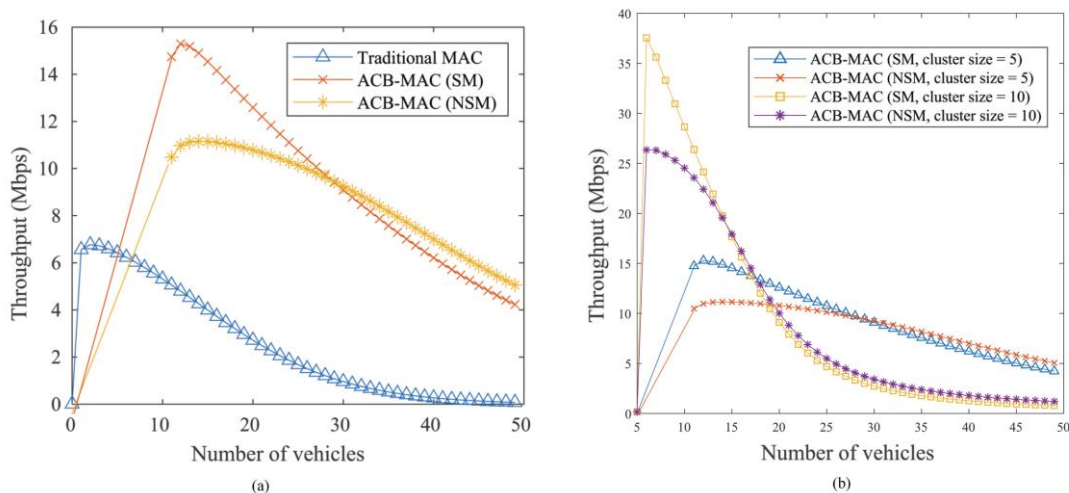 16
14
12
10
8
6
4
2
0
Throughput (Mbps)
Traditional MAC
ACB-MAC (SM)
ACB-MAC (NSM)
0 10 20 30 40 50
Number of vehicles
(a)
40
35
30
25
20
15
10
5
0
Throughput (Mbps)
ACB-MAC (SM, cluster size = 5)
ACB-MAC (NSM, cluster size = 5)
ACB-MAC (SM, cluster size = 10)
ACB-MAC (NSM, cluster size = 10)
5 10 15 20 25 30 35 40 45 50
Number of vehicles
(b)